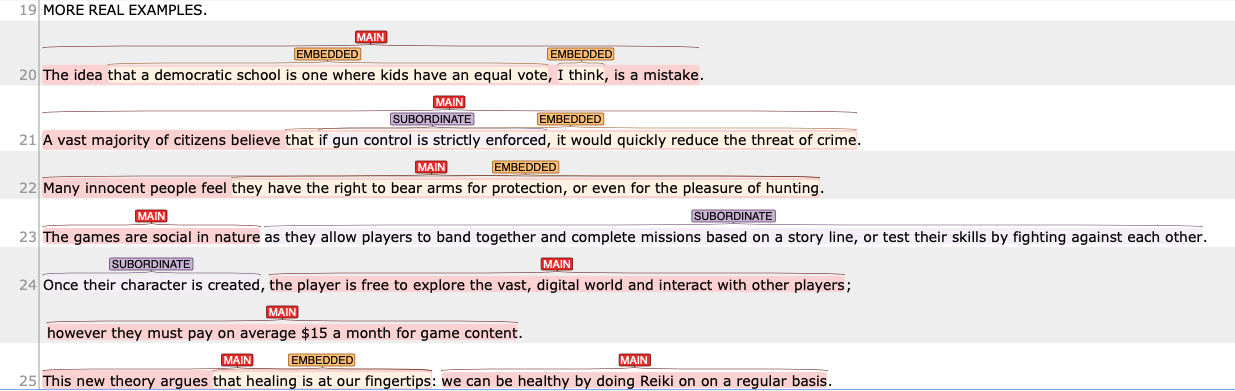 19 MORE REAL EXAMPLES.
MAIN
EMBEDDED EMBEDDED
20 The idea that a democratic school is one where kids have an equal vote, I think, is a mistake.
MAIN
SUBORDINATE EMBEDDED
21 A vast majority of citizens believe that if gun control is strictly enforced, it would quickly reduce the threat of crime.
MAIN EMBEDDED
22 Many innocent people feel they have the right to bear arms for protection, or even for the pleasure of hunting.
MAIN SUBORDINATE
23 The games are social in nature as they allow players to band together and complete missions based on a story line, or test their skills by fighting against each other.
SUBORDINATE MAIN
24 Once their character is created, the player is free to explore the vast, digital world and interact with other players;
MAIN
however they must pay on average $15 a month for game content.
MAIN EMBEDDED MAIN
25 This new theory argues that healing is at our fingertips: we can be healthy by doing Reiki on on a regular basis.